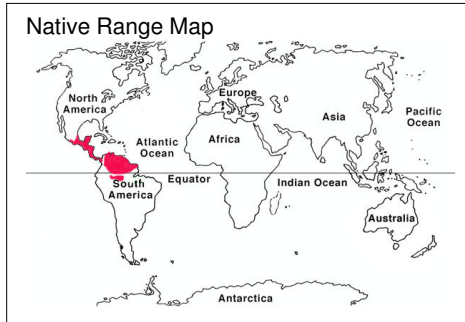 Native Range Map
North
America
Europe
Asia
Pacific
Ocean
Atlantic
Ocean
Africa
Equator
Indian Ocean
South
America
Australia
Antarctica